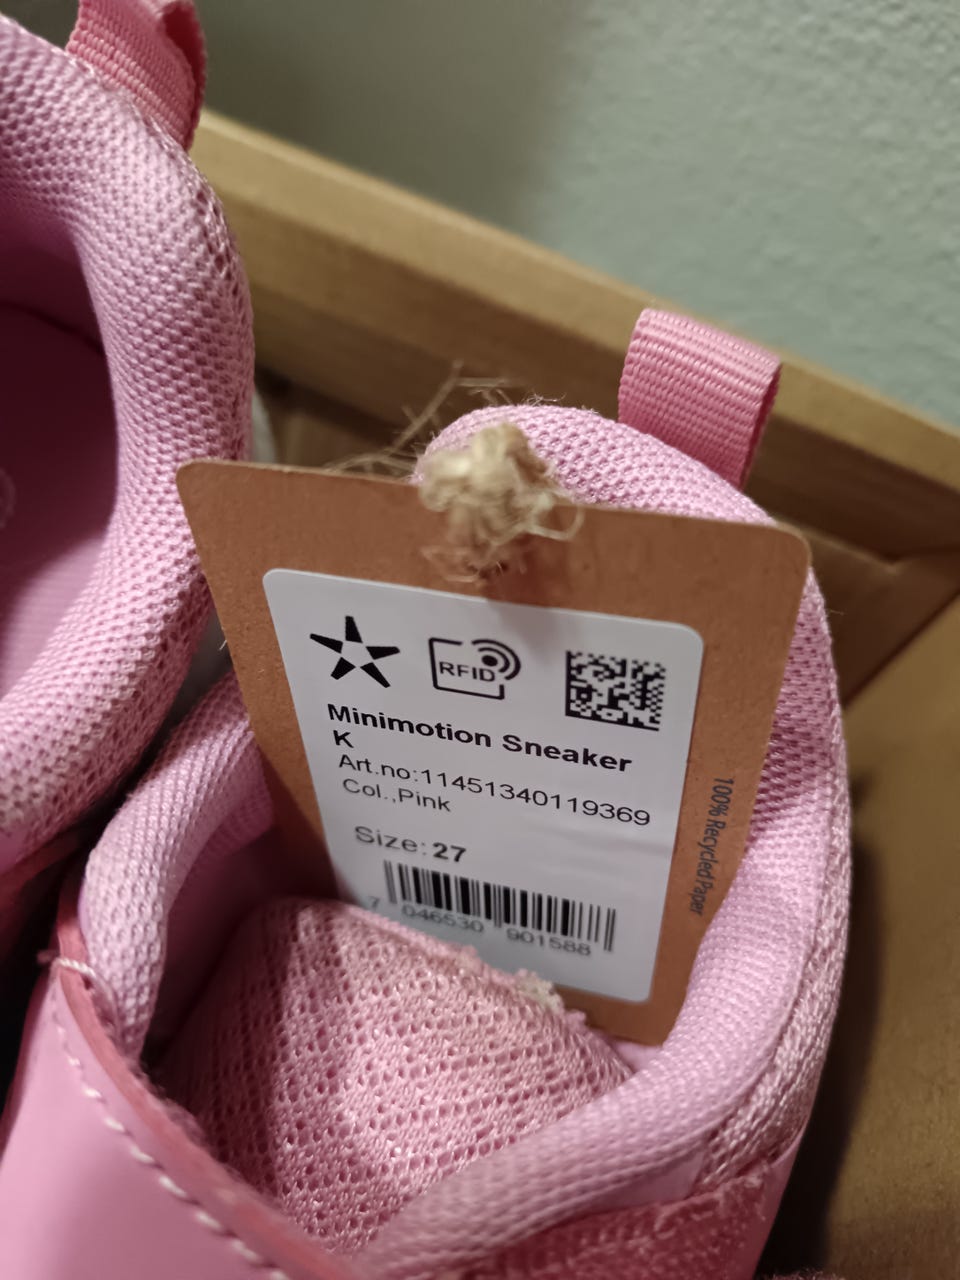 RFID
Minimotion Sneaker
K
Art.no:11451340119369
Col.,Pink
Size: 27
7 046530 901588
100% Recycled Paper